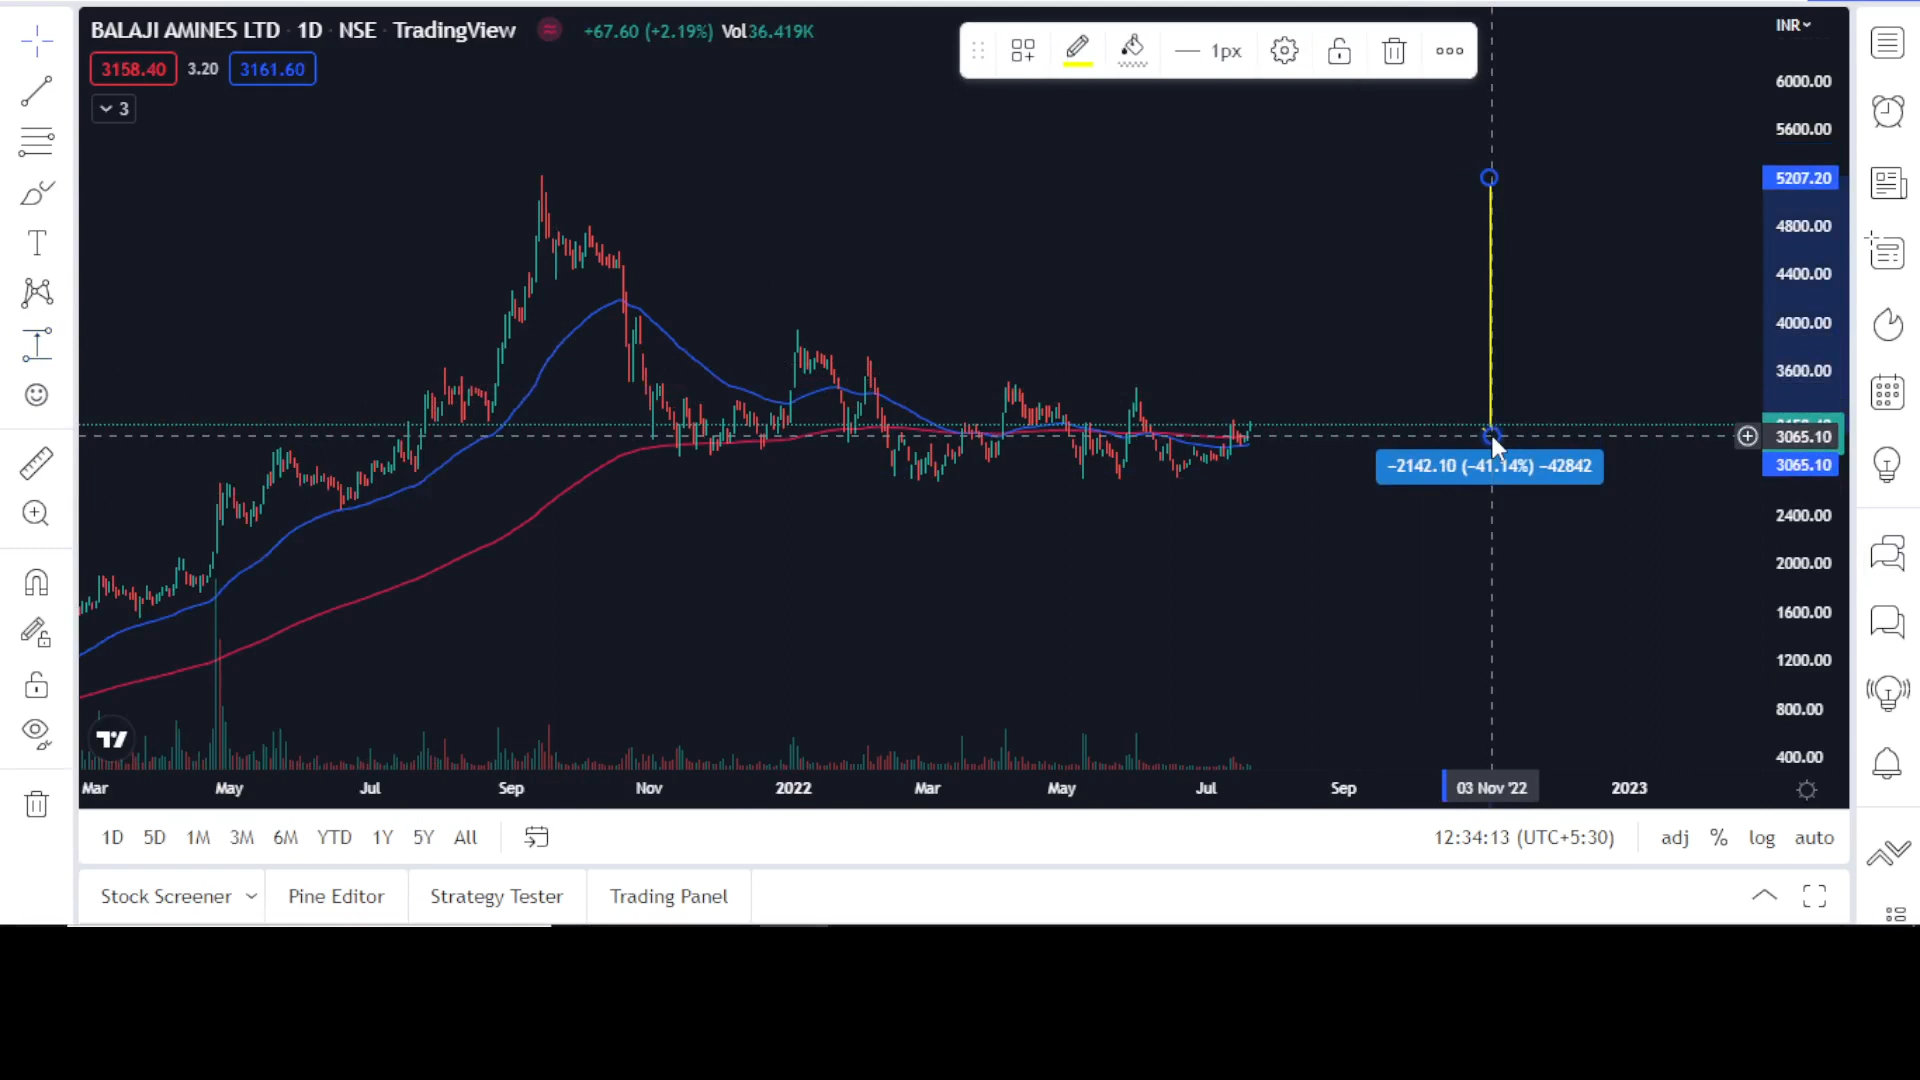 BALAJI AMINES LTD · 1D · NSE · TradingView +67.60 (+2.19%) Vol36.419K
3158.40 3.20 3161.60
3
1px
INR
6000.00
5600.00
5207.20
4800.00
4400.00
4000.00
3600.00
3065.10
3065.10
2400.00
2000.00
1600.00
1200.00
800.00
400.00
−2142.10 (−41.14%) −42842
Mar May Jul Sep Nov 2022 Mar May Jul Sep 03 Nov '22 2023
1D 5D 1M 3M 6M YTD 1Y 5Y All 12:34:13 (UTC+5:30) adj % log auto
Stock Screener Pine Editor Strategy Tester Trading Panel